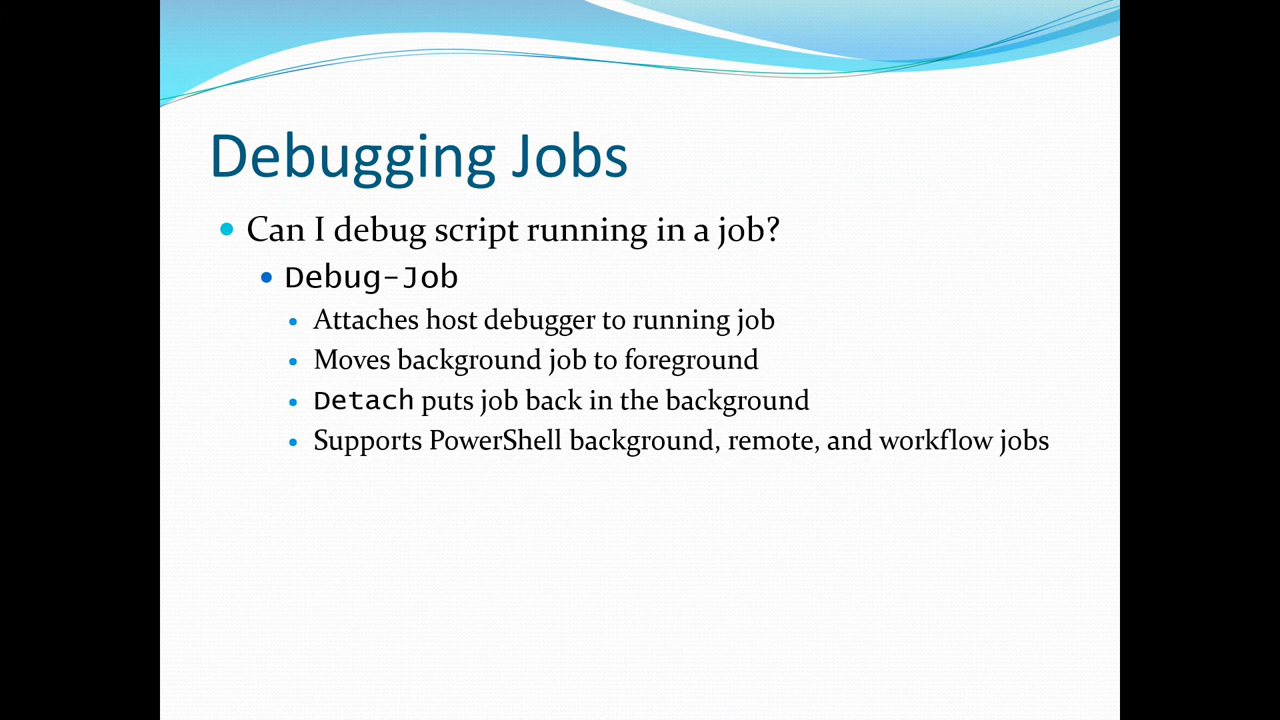 Debugging Jobs
Can I debug script running in a job?
Debug-Job
Attaches host debugger to running job
Moves background job to foreground
Detach puts job back in the background
Supports PowerShell background, remote, and workflow jobs